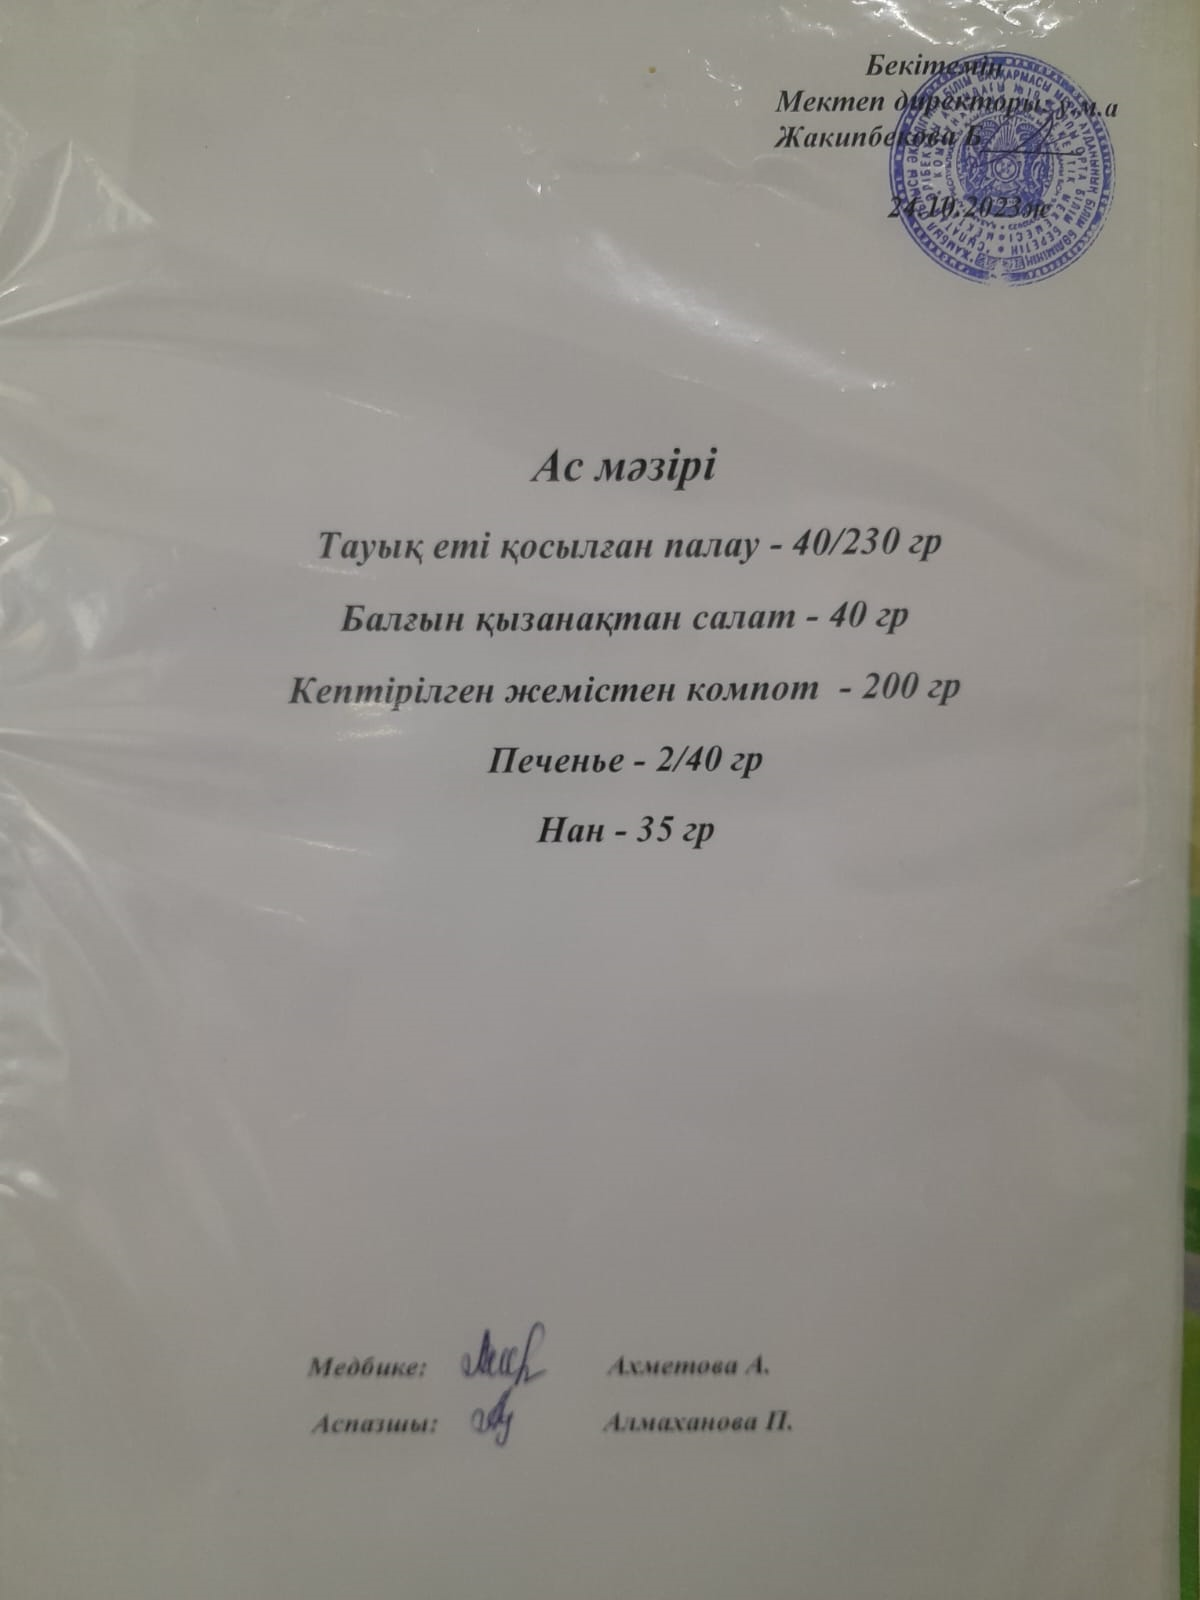 Бекітемін
Мектеп директоры у.м.а
Жакипбекова Б
24.10.2023ж
Ас мәзірі
Тауық еті қосылған палау - 40/230 гр
Балғын қызанақтан салат - 40 гр
Кептірілген жемістен компот - 200 гр
Печенье - 2/40 гр
Нан - 35 гр
Медбике: Ахметова А.
Аспазшы: Алмаханова П.